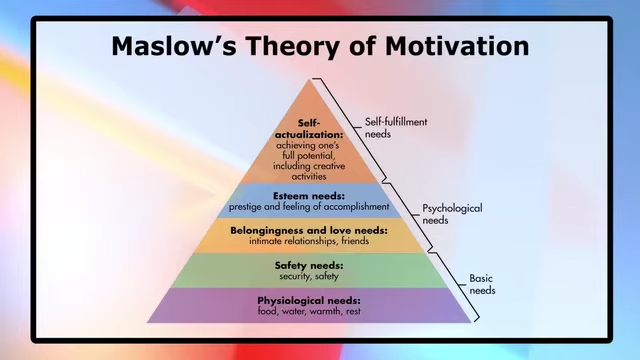 Maslow's Theory of Motivation
Self-
actualization:
achieving one's
full potential,
including creative
activities
Self-fulfillment
needs
Esteem needs:
prestige and feeling of accomplishment
Psychological
needs
Belongingness and love needs:
intimate relationships, friends
Safety needs:
security, safety
Basic
needs
Physiological needs:
food, water, warmth, rest